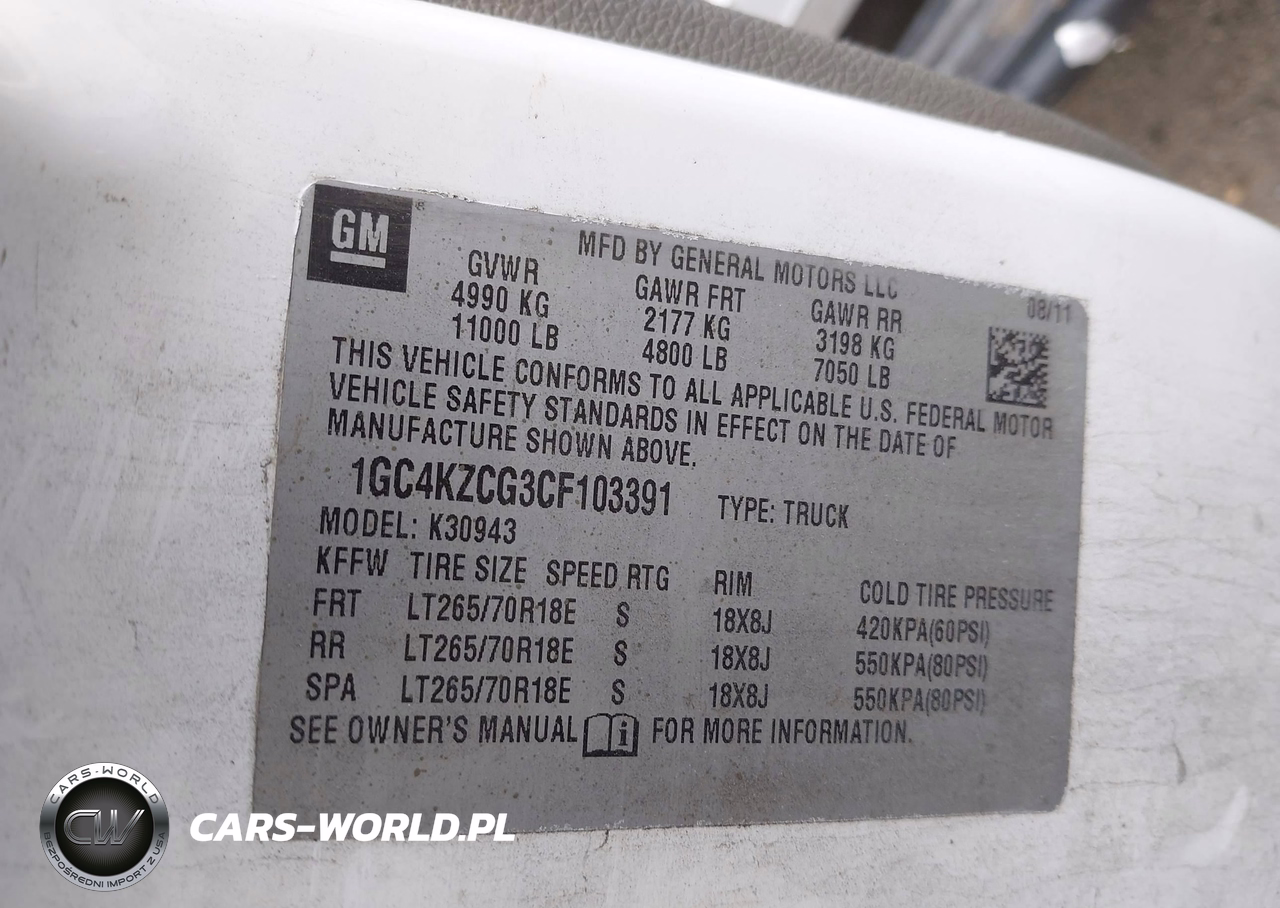 GM
MFD BY GENERAL MOTORS LLC
08/11
GVWR GAWR FRT GAWR RR
4990 KG 2177 KG 3198 KG
11000 LB 4800 LB 7050 LB
THIS VEHICLE CONFORMS TO ALL APPLICABLE U.S. FEDERAL MOTOR
VEHICLE SAFETY STANDARDS IN EFFECT ON THE DATE OF
MANUFACTURE SHOWN ABOVE.
1GC4KZCG3CF103391 TYPE: TRUCK
MODEL: K30943
KFFW TIRE SIZE SPEED RTG RIM COLD TIRE PRESSURE
FRT LT265/70R18E S 18X8J 420KPA(60PSI)
RR LT265/70R18E S 18X8J 550KPA(80PSI)
SPA LT265/70R18E S 18X8J 550KPA(80PSI)
SEE OWNER'S MANUAL i FOR MORE INFORMATION.
CARS-WORLD
CW
BEZPOŚREDNI IMPORT Z USA
CARS-WORLD.PL